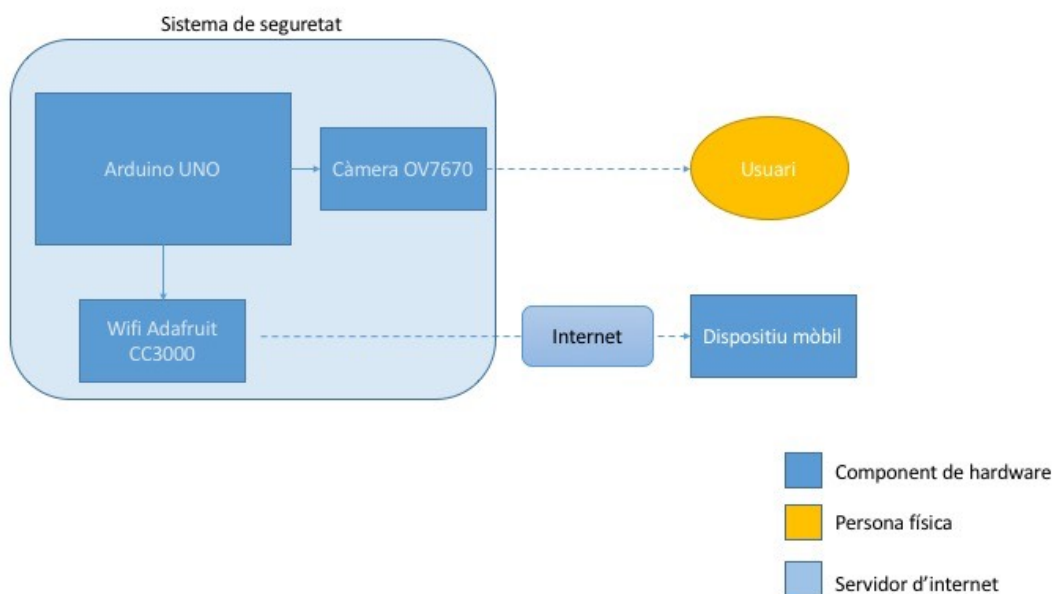 Sistema de seguretat
Arduino UNO
Càmera OV7670
Usuari
Wifi Adafruit
CC3000
Internet
Dispositiu mòbil
Component de hardware
Persona física
Servidor d'internet